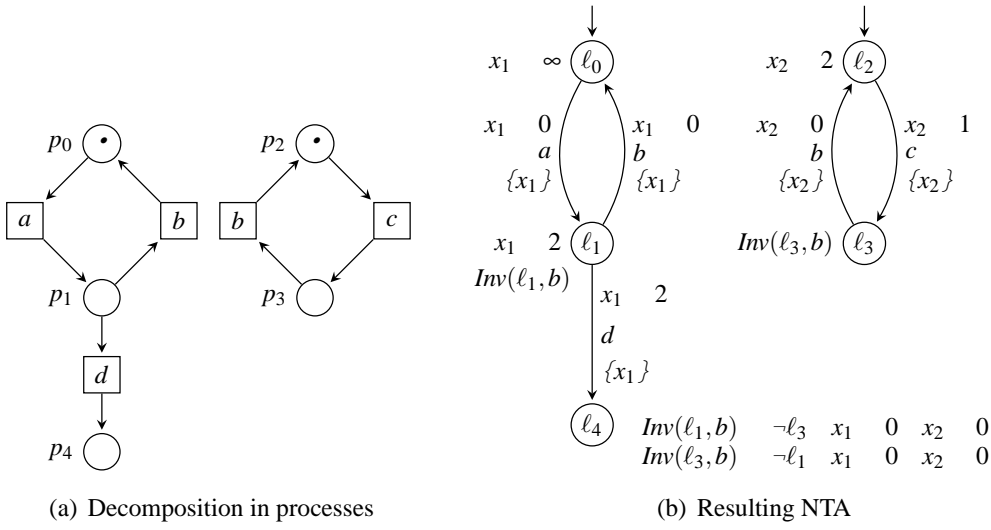 p0
a
b
p1
d
p4
p2
b
c
p3
(a) Decomposition in processes
x1 ∞ ℓ0
x1 0
a
{x1}
x1 0
b
{x1}
x1 2 ℓ1
Inv(ℓ1,b)
x1 2
d
{x1}
ℓ4
x2 2 ℓ2
x2 0
b
{x2}
x2 1
c
{x2}
Inv(ℓ3,b) ℓ3
Inv(ℓ1,b) ¬ℓ3 x1 0 x2 0
Inv(ℓ3,b) ¬ℓ1 x1 0 x2 0
(b) Resulting NTA